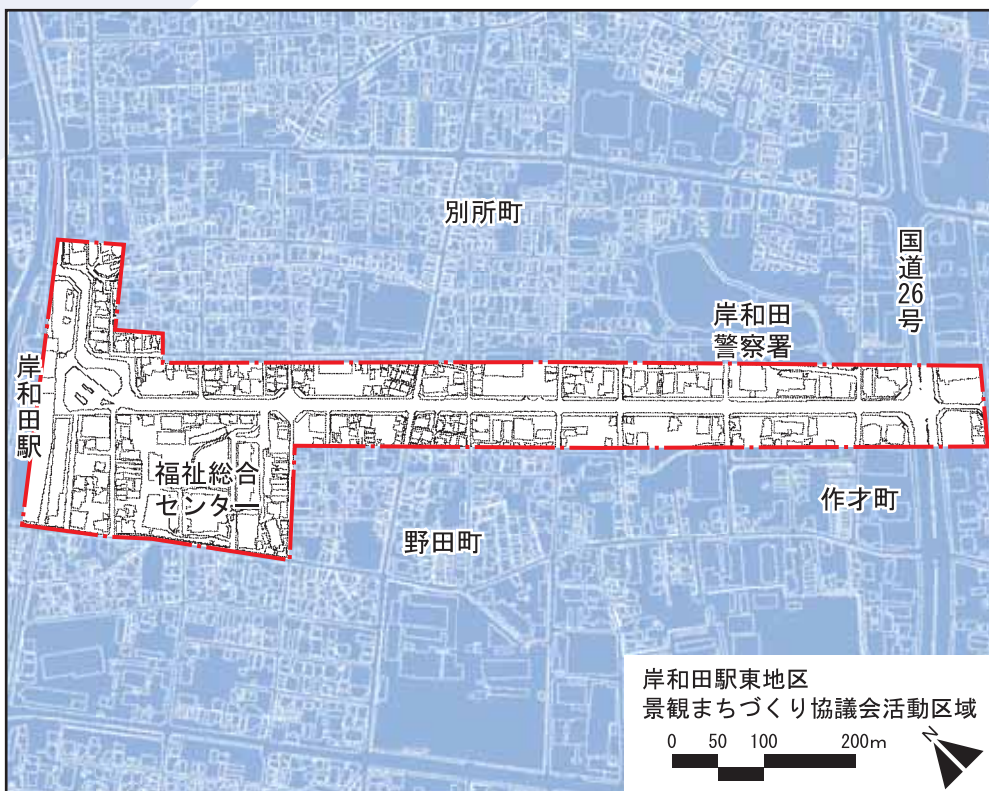 別所町
国道26号
岸和田
警察署
岸和田駅
福祉総合
センター
作才町
野田町
岸和田駅東地区
景観まちづくり協議会活動区域
0 50 100 200m
N